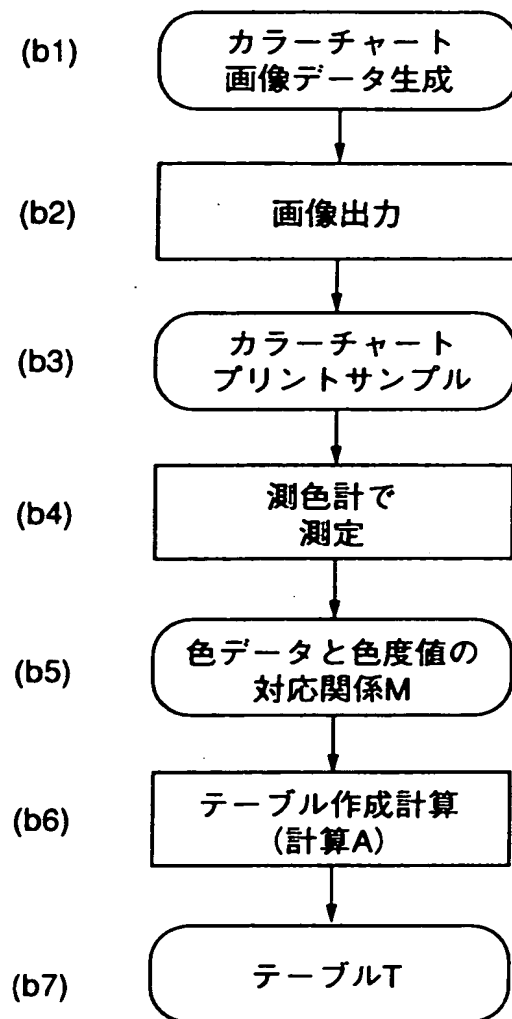 (b1)
カラーチャート
画像データ生成
(b2)
画像出力
(b3)
カラーチャート
プリントサンプル
(b4)
測色計で
測定
(b5)
色データと色度値の
対応関係M
(b6)
テーブル作成計算
(計算A)
(b7)
テーブルT